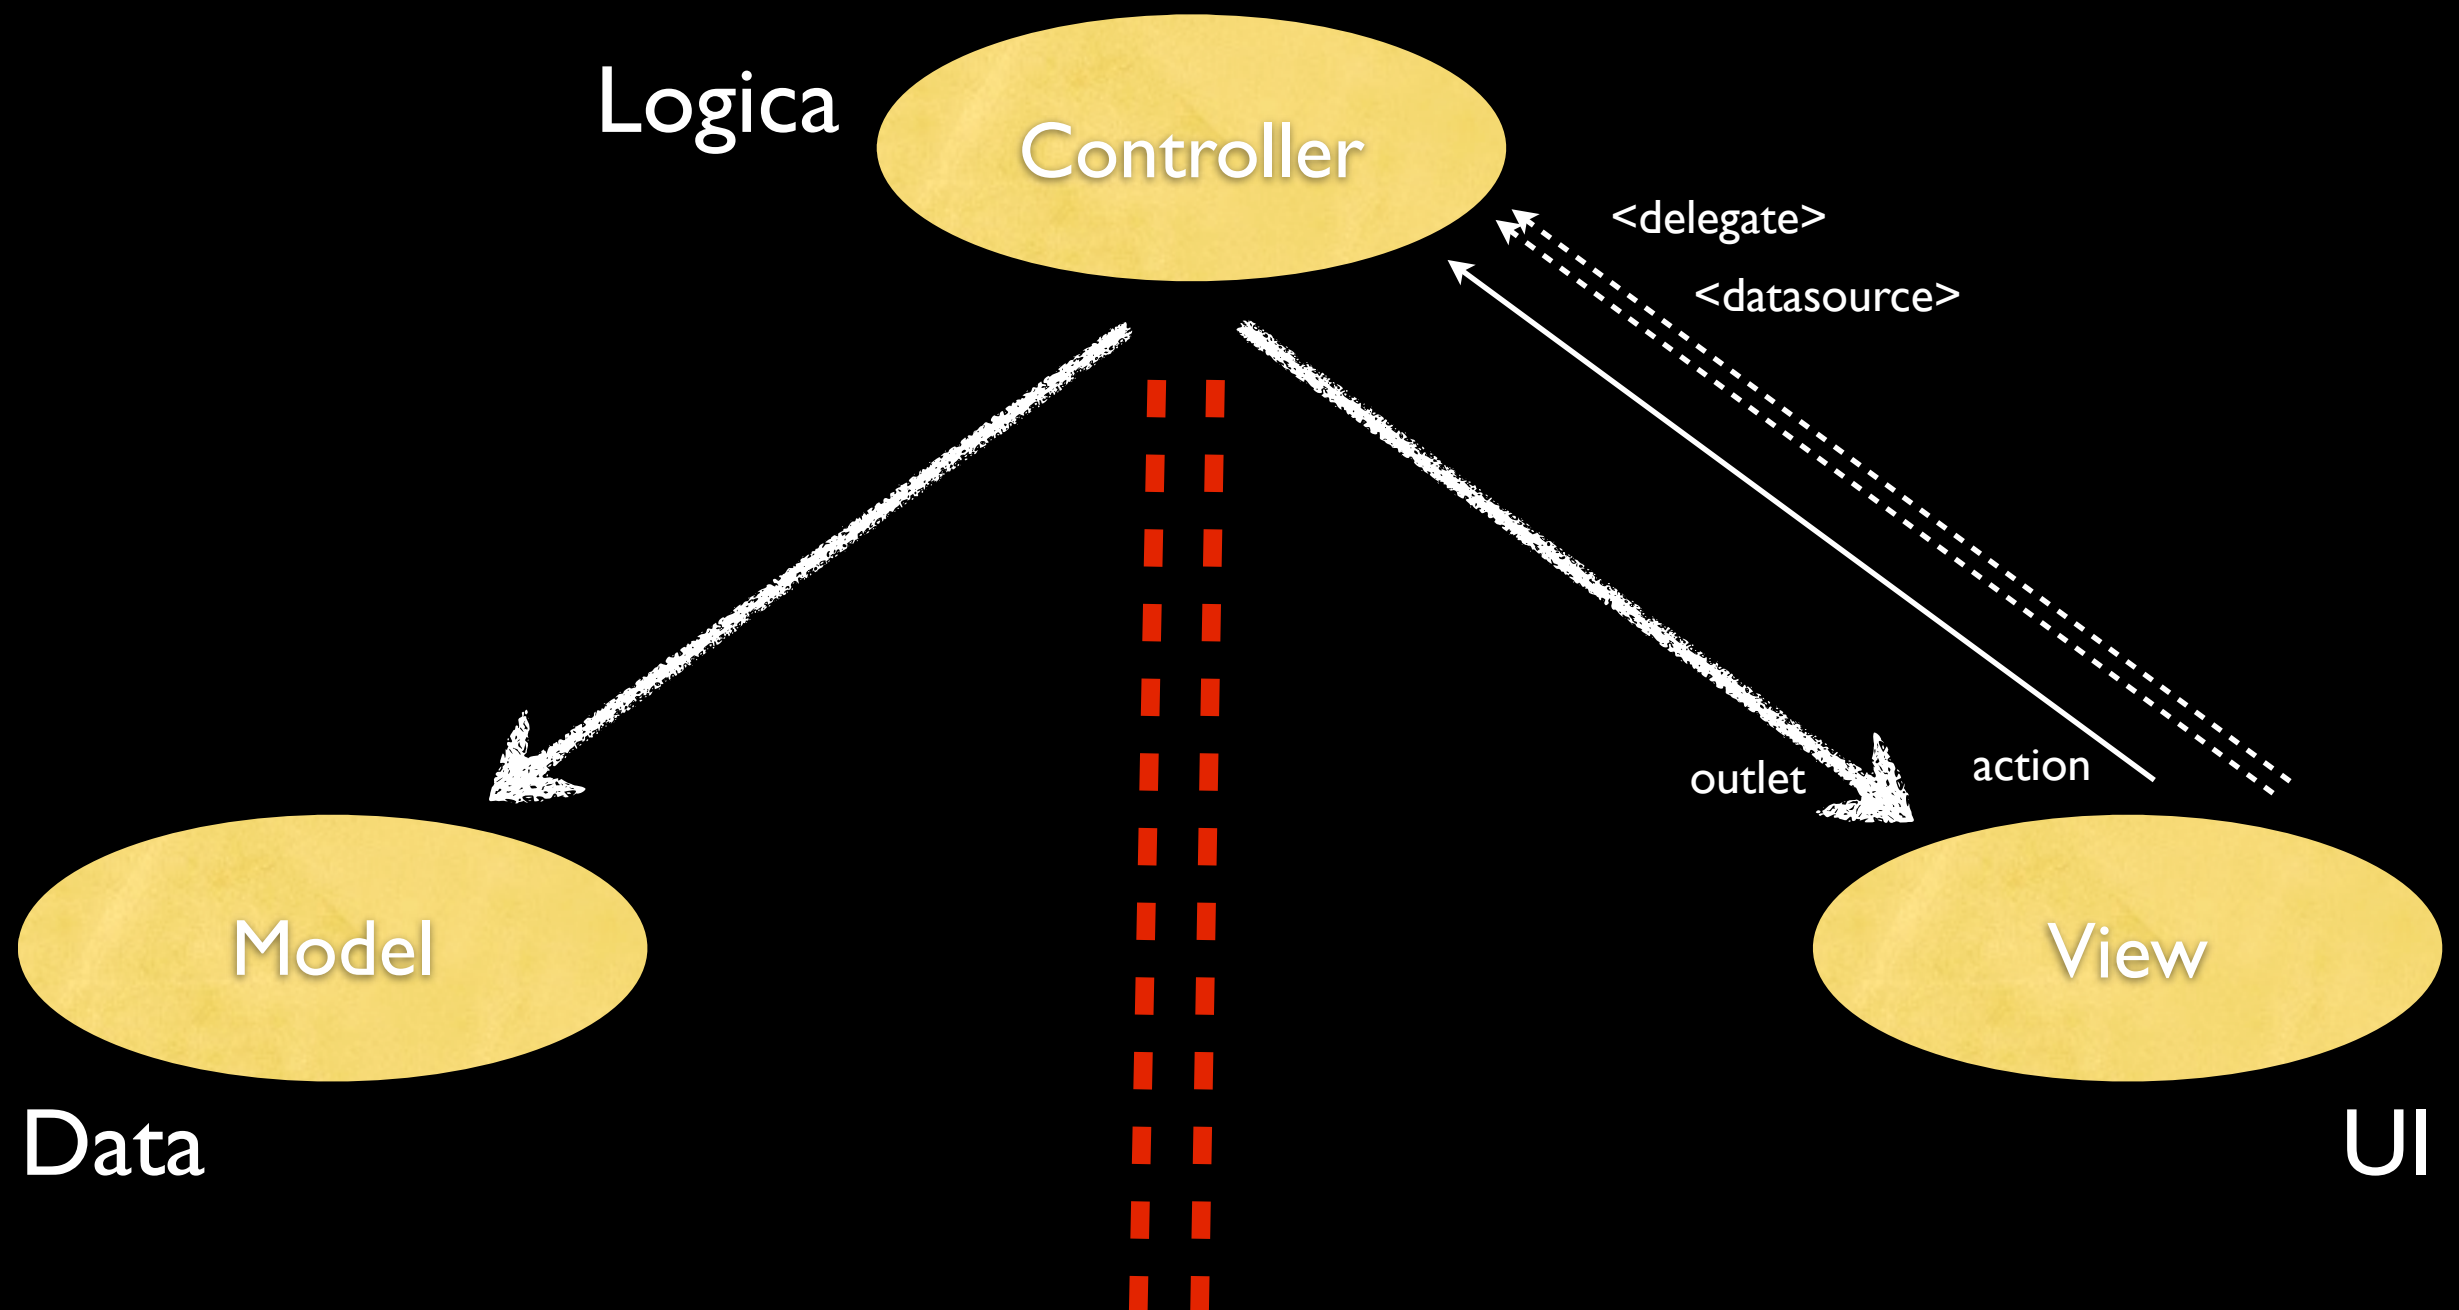 Logica
Controller
<delegate>
<datasource>
outlet
action
Model
View
Data
UI